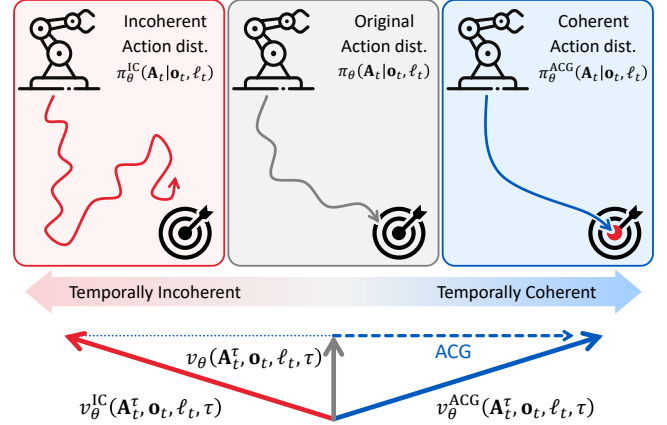 Incoherent
Action dist.
π_θ^IC(𝐀_t|𝐨_t, ℓ_t)
Original
Action dist.
π_θ(𝐀_t|𝐨_t, ℓ_t)
Coherent
Action dist.
π_θ^ACG(𝐀_t|𝐨_t, ℓ_t)
Temporally Incoherent
Temporally Coherent
v_θ(𝐀_t^τ, 𝐨_t, ℓ_t, τ)
ACG
v_θ^IC(𝐀_t^τ, 𝐨_t, ℓ_t, τ)
v_θ^ACG(𝐀_t^τ, 𝐨_t, ℓ_t, τ)